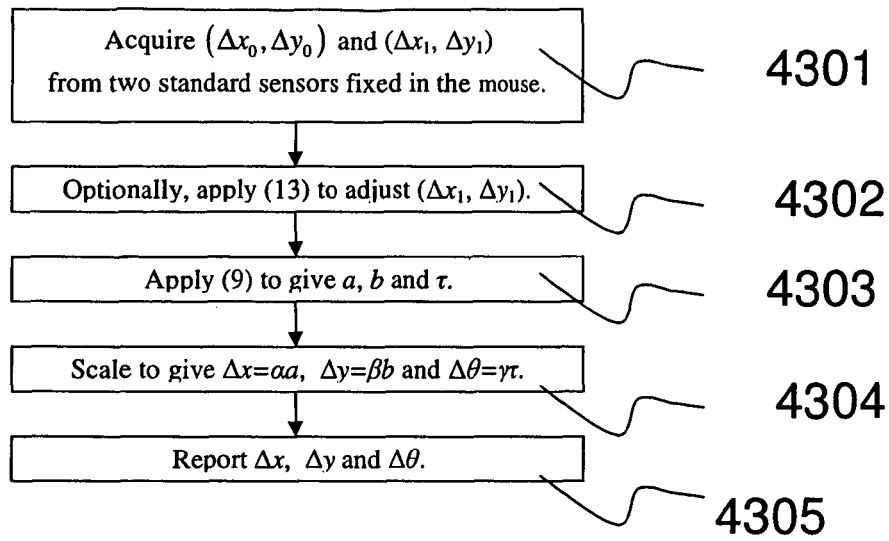 Acquire (Δx₀, Δy₀) and (Δx₁, Δy₁)
from two standard sensors fixed in the mouse.
4301
Optionally, apply (13) to adjust (Δx₁, Δy₁).
4302
Apply (9) to give a, b and τ.
4303
Scale to give Δx=αa, Δy=βb and Δθ=γτ.
4304
Report Δx, Δy and Δθ.
4305